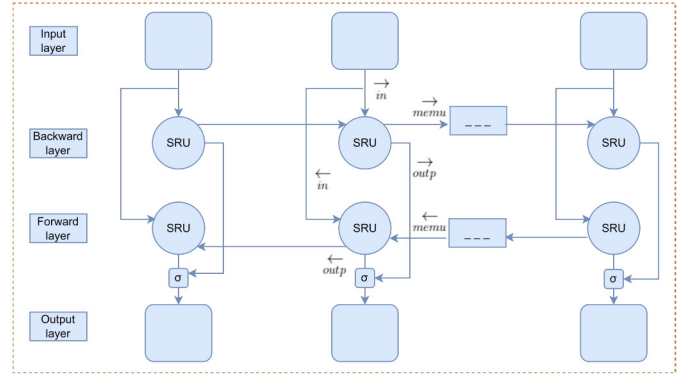 Input
layer
→
in
Backward
layer
SRU
SRU
→
memu
_ _ _
SRU
←
in
→
outp
Forward
layer
SRU
SRU
←
memu
_ _ _
SRU
←
outp
σ
σ
σ
Output
layer